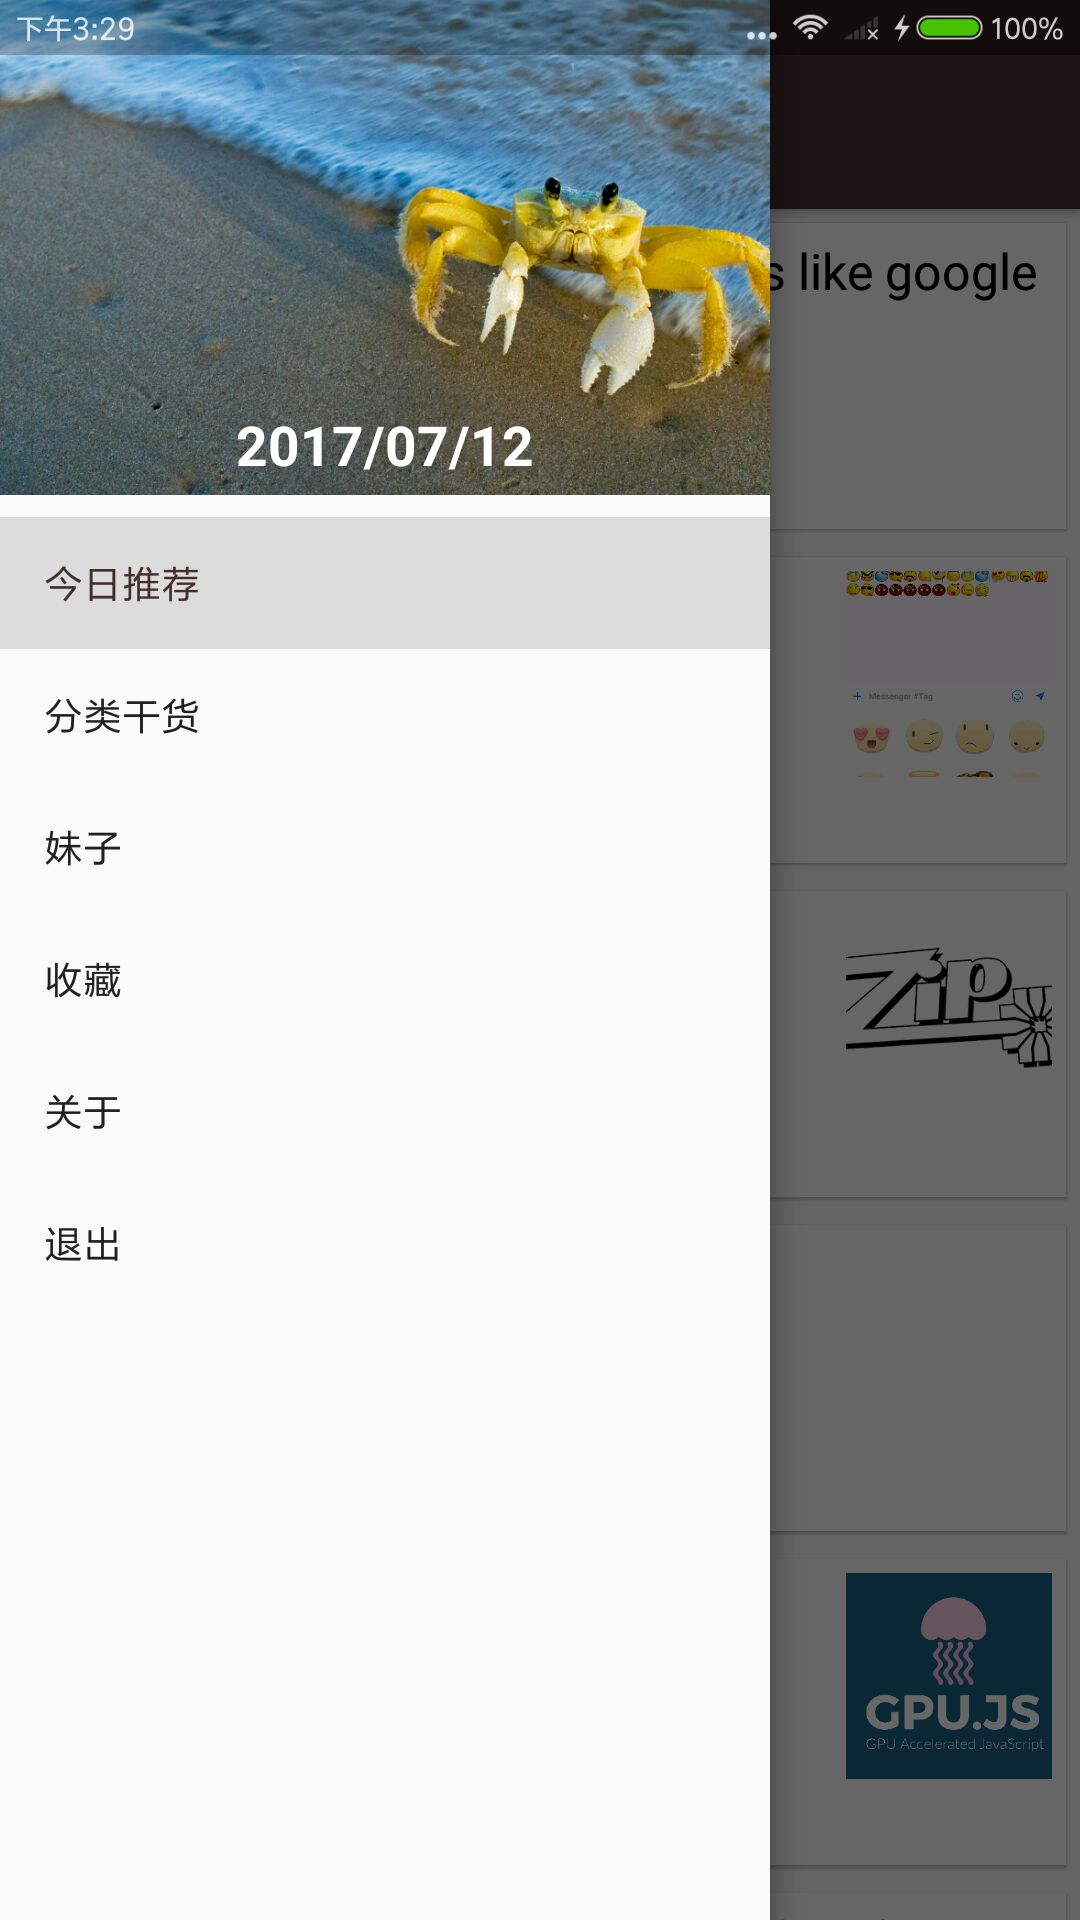 下午3:29
100%
2017/07/12
s like google
今日推荐
分类干货
妹子
收藏
关于
退出
Messenger #Tag
Zip
GPU.JS
GPU Accelerated JavaScript